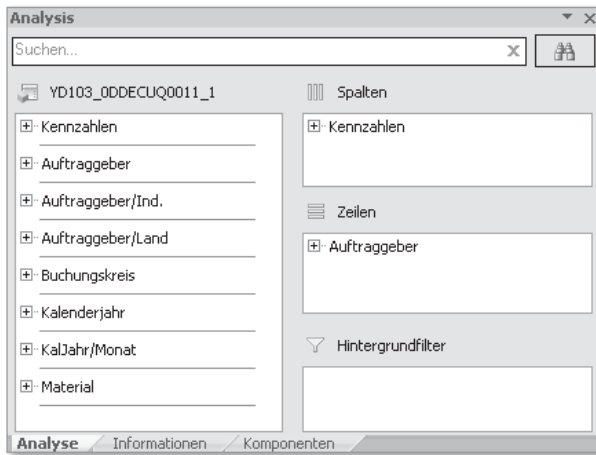 Analysis
Suchen...
YD103_0DDECUQ0011_1
Kennzahlen
Auftraggeber
Auftraggeber/Ind.
Auftraggeber/Land
Buchungskreis
Kalenderjahr
KalJahr/Monat
Material
Spalten
Kennzahlen
Zeilen
Auftraggeber
Hintergrundfilter
Analyse
Informationen
Komponenten